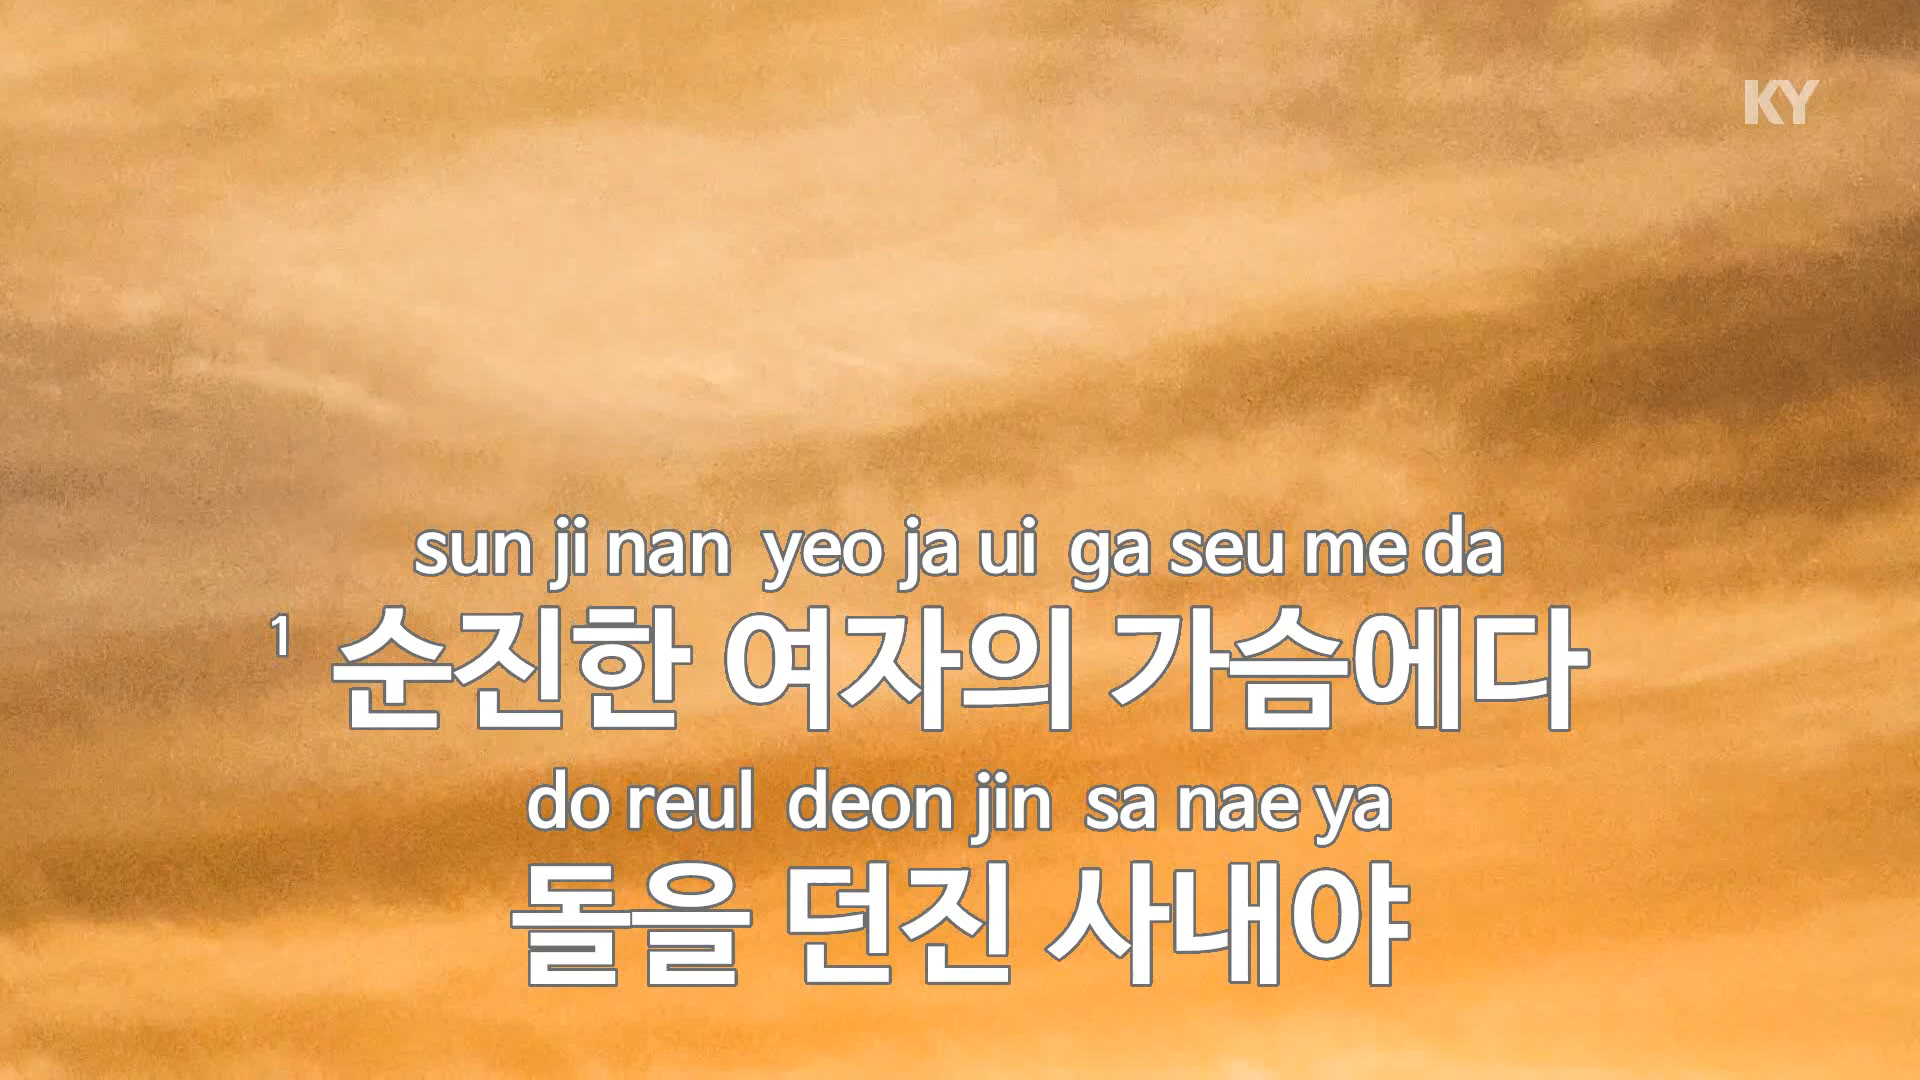 KY
sun ji nan yeo ja ui ga seu me da
1 순진한 여자의 가슴에다
do reul deon jin sa nae ya
돌을 던진 사내야